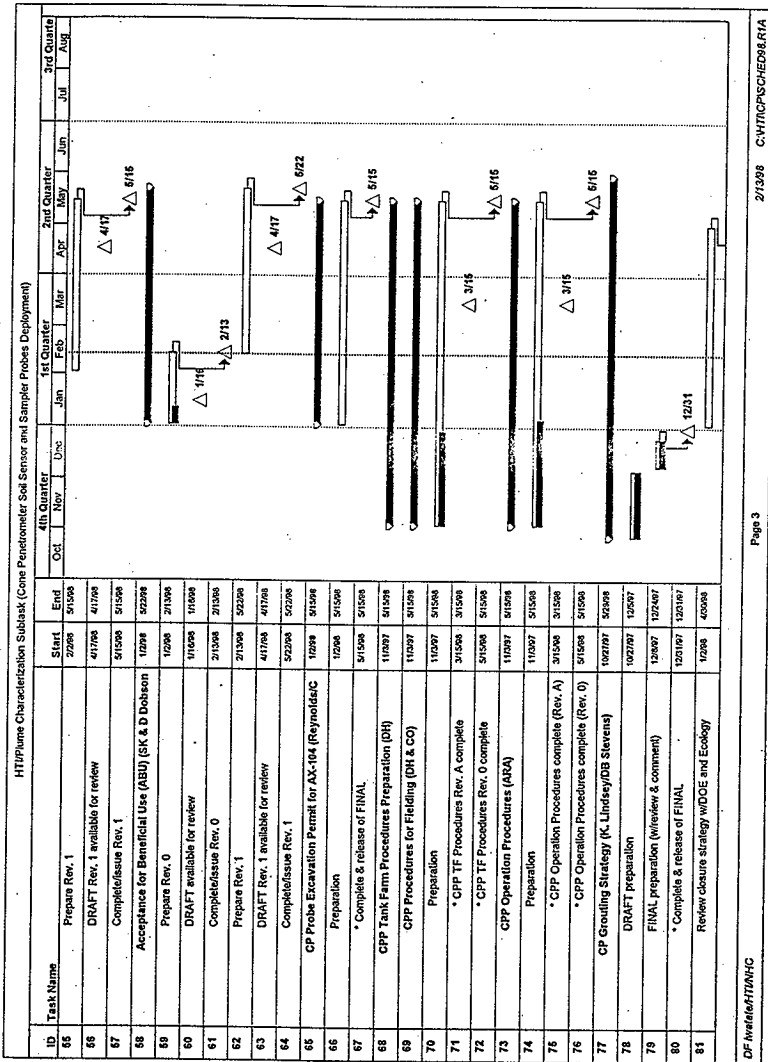 HTI/Plume Characterization Subtask (Cone Penetrometer Soil Sensor and Sampler Probes Deployment)
4th Quarter 1st Quarter 2nd Quarter 3rd Quarte
ID Task Name Start End Oct Nov Dec Jan Feb Mar Apr May Jun Jul Aug
55 Prepare Rev. 1 2/2/98 5/15/98
56 DRAFT Rev. 1 available for review 4/17/98 4/17/98 4/17
57 Complete/Issue Rev. 1 5/15/98 5/15/98 5/15
58 Acceptance for Beneficial Use (ABU) (SK & D Dobson 1/2/98 5/22/98
59 Prepare Rev. 0 1/2/98 2/13/98
60 DRAFT available for review 1/16/98 1/16/98 1/16
61 Complete/Issue Rev. 0 2/13/98 2/13/98 2/13
62 Prepare Rev. 1 2/13/98 5/22/98
63 DRAFT Rev. 1 available for review 4/17/98 4/17/98 4/17
64 Complete/Issue Rev. 1 5/22/98 5/22/98 5/22
65 CP Probe Excavation Permit for AX-104 (Reynolds/C 1/2/98 5/15/98
66 Preparation 1/2/98 5/15/98
67 * Complete & release of FINAL 5/15/98 5/15/98 5/15
68 CPP Tank Farm Procedures Preparation (DH) 11/3/97 5/15/98
69 CPP Procedures for Fielding (DH & CO) 11/3/97 5/15/98
70 Preparation 11/3/97 5/15/98
71 * CPP TF Procedures Rev. A complete 3/15/98 3/15/98 3/15
72 * CPP TF Procedures Rev. 0 complete 5/15/98 5/15/98 5/15
73 CPP Operation Procedures (ARA) 11/3/97 5/15/98
74 Preparation 11/3/97 5/15/98
75 * CPP Operation Procedures complete (Rev. A) 3/15/98 3/15/98 3/15
76 * CPP Operation Procedures complete (Rev. 0) 5/15/98 5/15/98 5/15
77 CP Grouting Strategy (K. Lindsey/DB Stevens) 10/27/97 5/29/98
78 DRAFT preparation 10/27/97 12/5/97
79 FINAL preparation (w/review & comment) 12/8/97 12/24/97
80 * Complete & release of FINAL 12/31/97 12/31/97 12/31
81 Review closure strategy w/DOE and Ecology 1/2/98 4/30/98
DF Iwatate/HTI/NHC Page 3 2/13/98 C:\HTI\CP\SCHED98.R1A